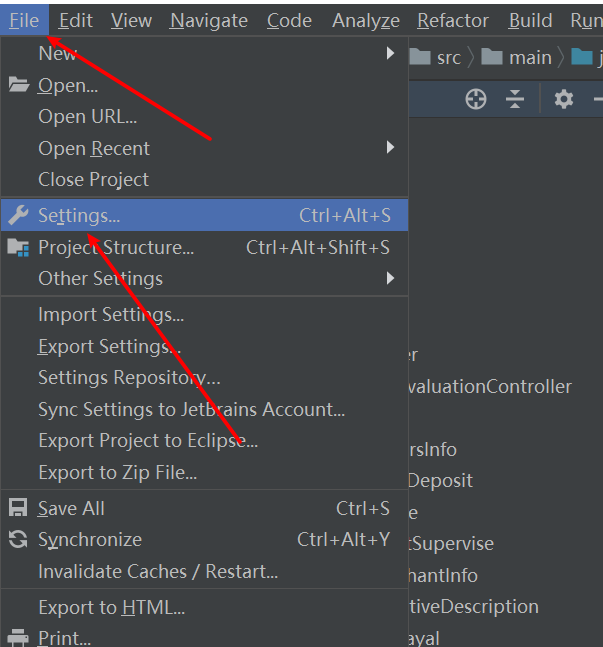 File Edit View Navigate Code Analyze Refactor Build Run
New
src main
Open...
Open URL...
Open Recent
Close Project
Settings... Ctrl+Alt+S
Project Structure... Ctrl+Alt+Shift+S
Other Settings
Import Settings...
Export Settings...
er
Settings Repository...
valuationController
Sync Settings to JetBrains Account...
Export Project to Eclipse...
rsInfo
Export to Zip File...
Deposit
Save All Ctrl+S
e
Synchronize Ctrl+Alt+Y
tSupervise
Invalidate Caches / Restart...
hantInfo
Export to HTML...
tiveDescription
Print...
ayal